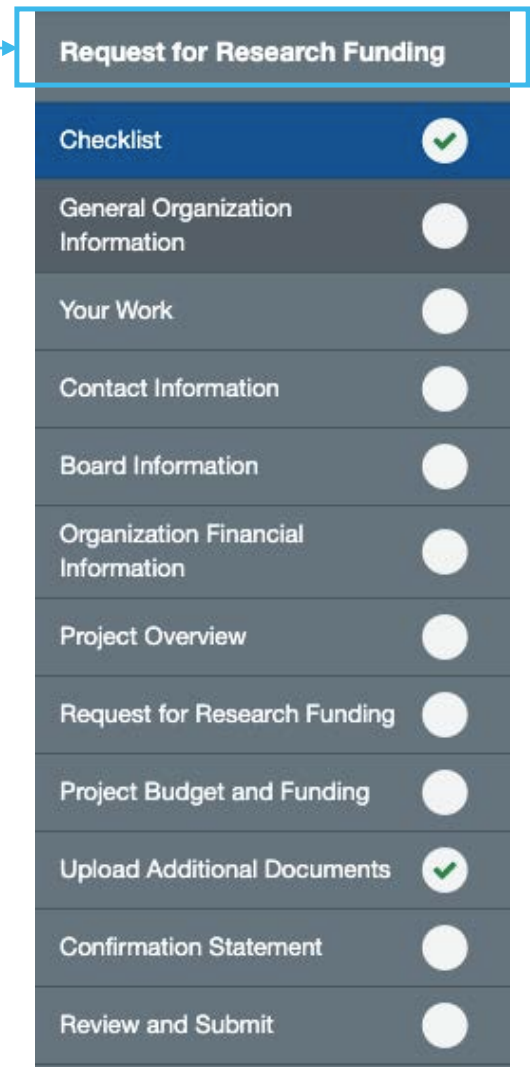 Request for Research Funding
Checklist
General Organization
Information
Your Work
Contact Information
Board Information
Organization Financial
Information
Project Overview
Request for Research Funding
Project Budget and Funding
Upload Additional Documents
Confirmation Statement
Review and Submit